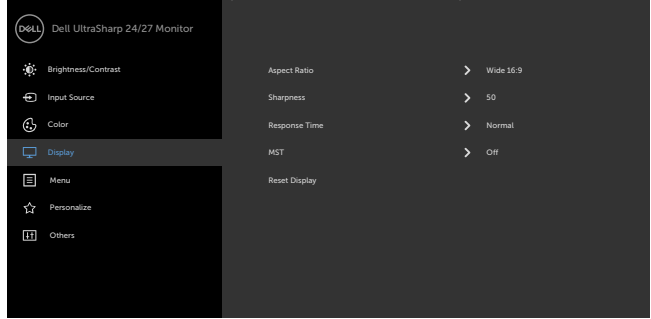 DELL Dell UltraSharp 24/27 Monitor
Brightness/Contrast
Input Source
Color
Display
Menu
Personalize
Others
Aspect Ratio Wide 16:9
Sharpness 50
Response Time Normal
MST Off
Reset Display